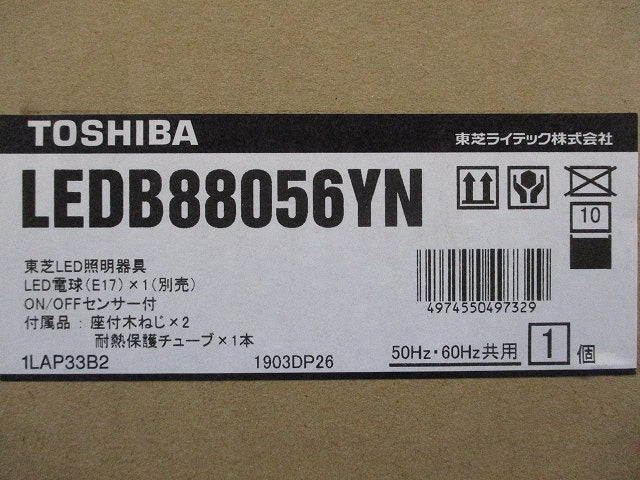 TOSHIBA
東芝ライテック株式会社
LEDB88056YN
10
東芝LED照明器具
LED電球(E17)×1(別売)
ON/OFFセンサー付
付属品：座付木ねじ×2
耐熱保護チューブ×1本
4974550497329
1LAP33B2
1903DP26
50Hz・60Hz共用
1個